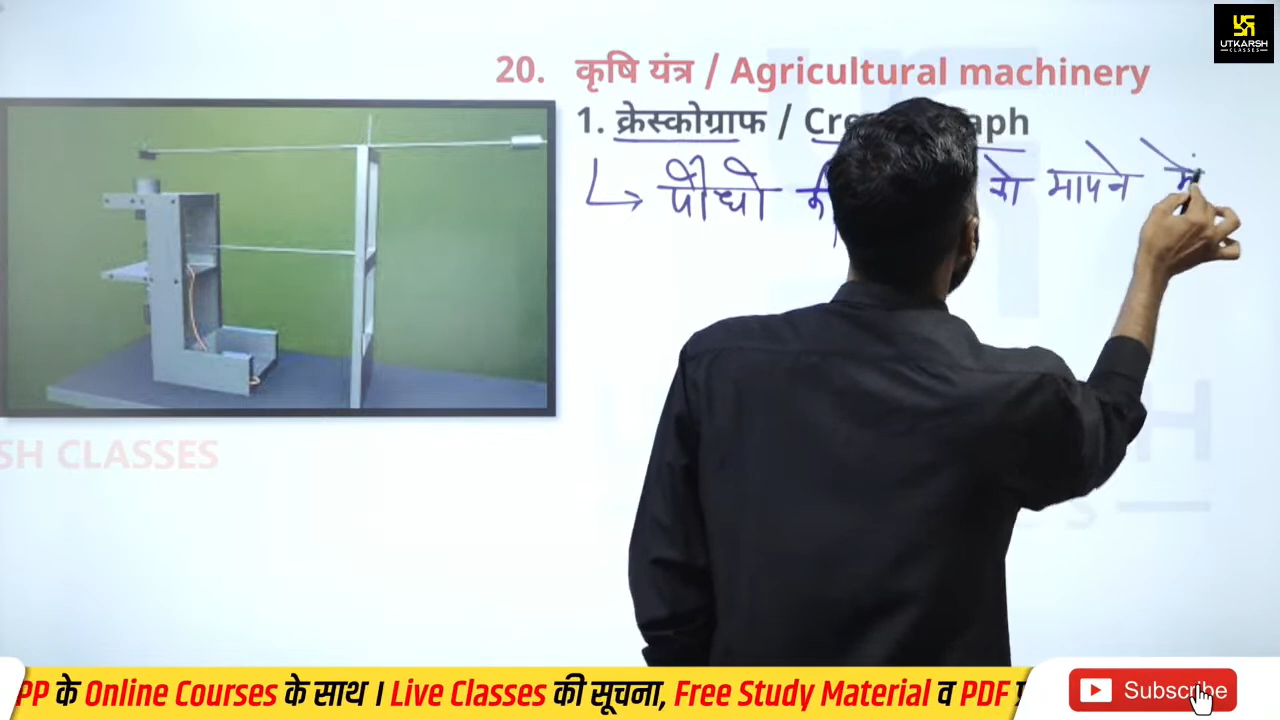 UTKARSH
CLASSES
20. कृषि यंत्र / Agricultural machinery
1. क्रेस्कोग्राफ /
पौधो को मापने में
SH CLASSES
PP के Online Courses के साथ । Live Classes की सूचना, Free Study Material व PDF
Subscribe